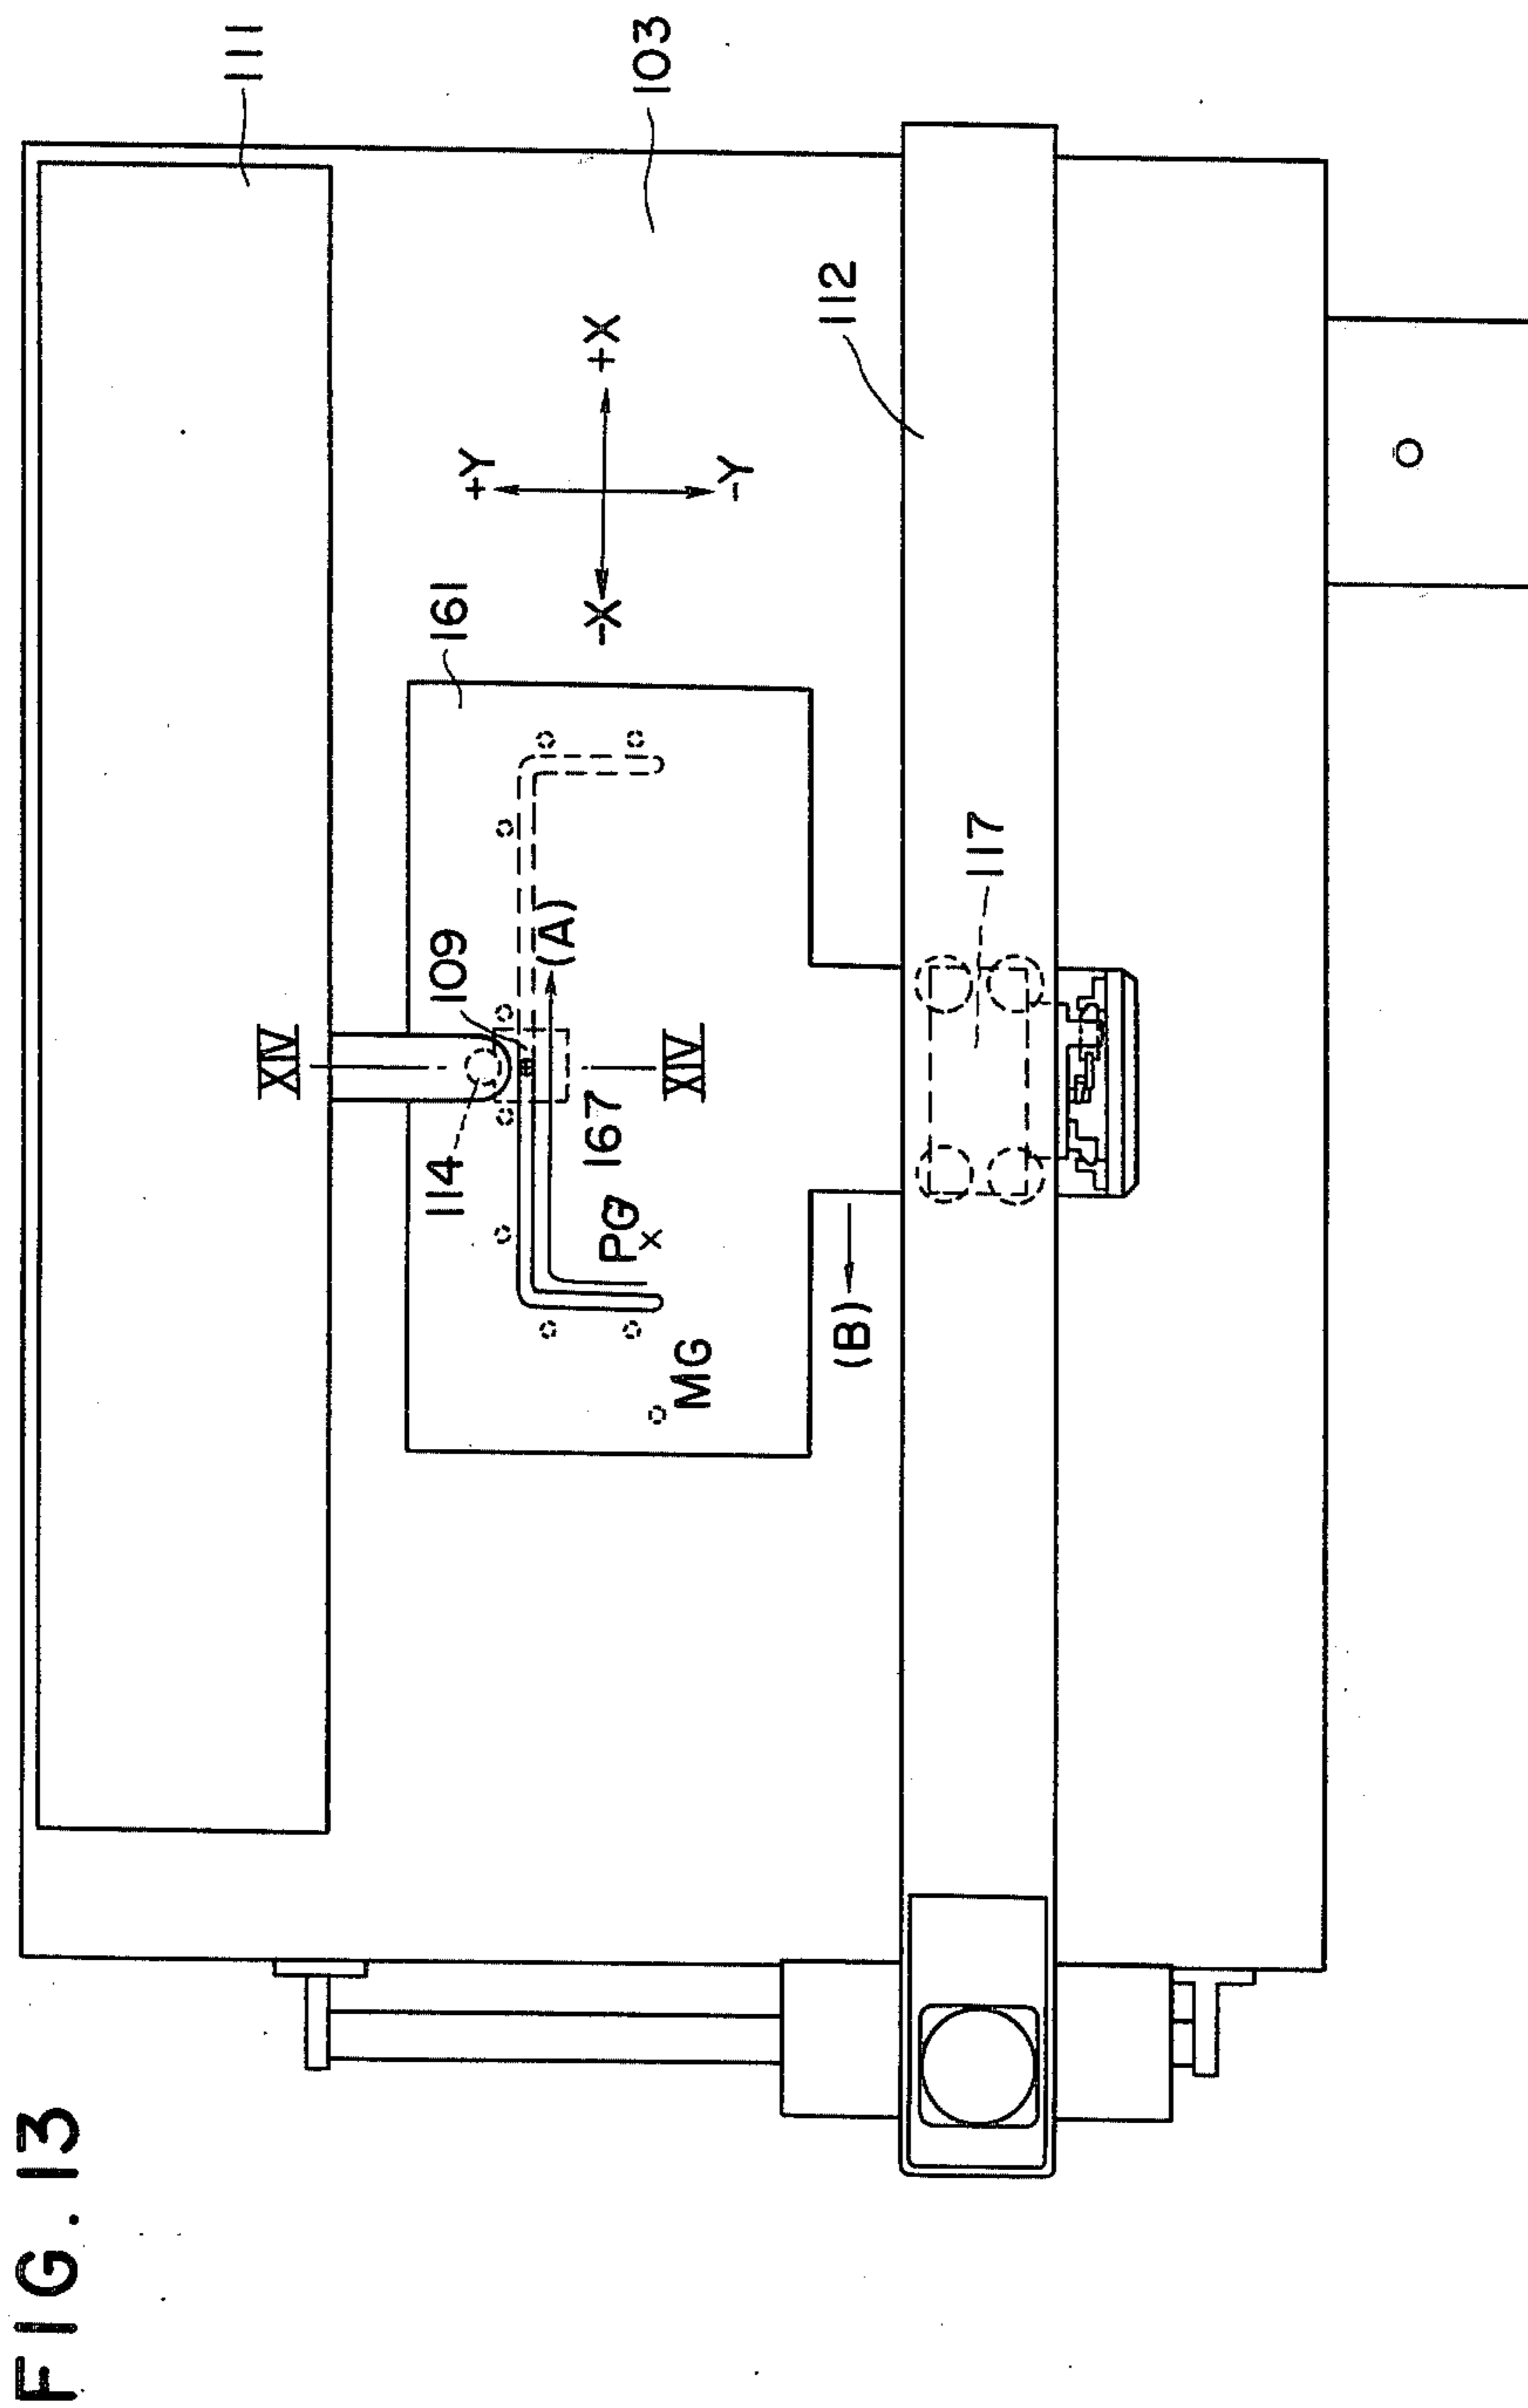 FIG.13
111
103
+X
-X
+Y
-Y
112
161
109
(A)
XIV
XIV
114
167
PG
x
MG
(B)
117